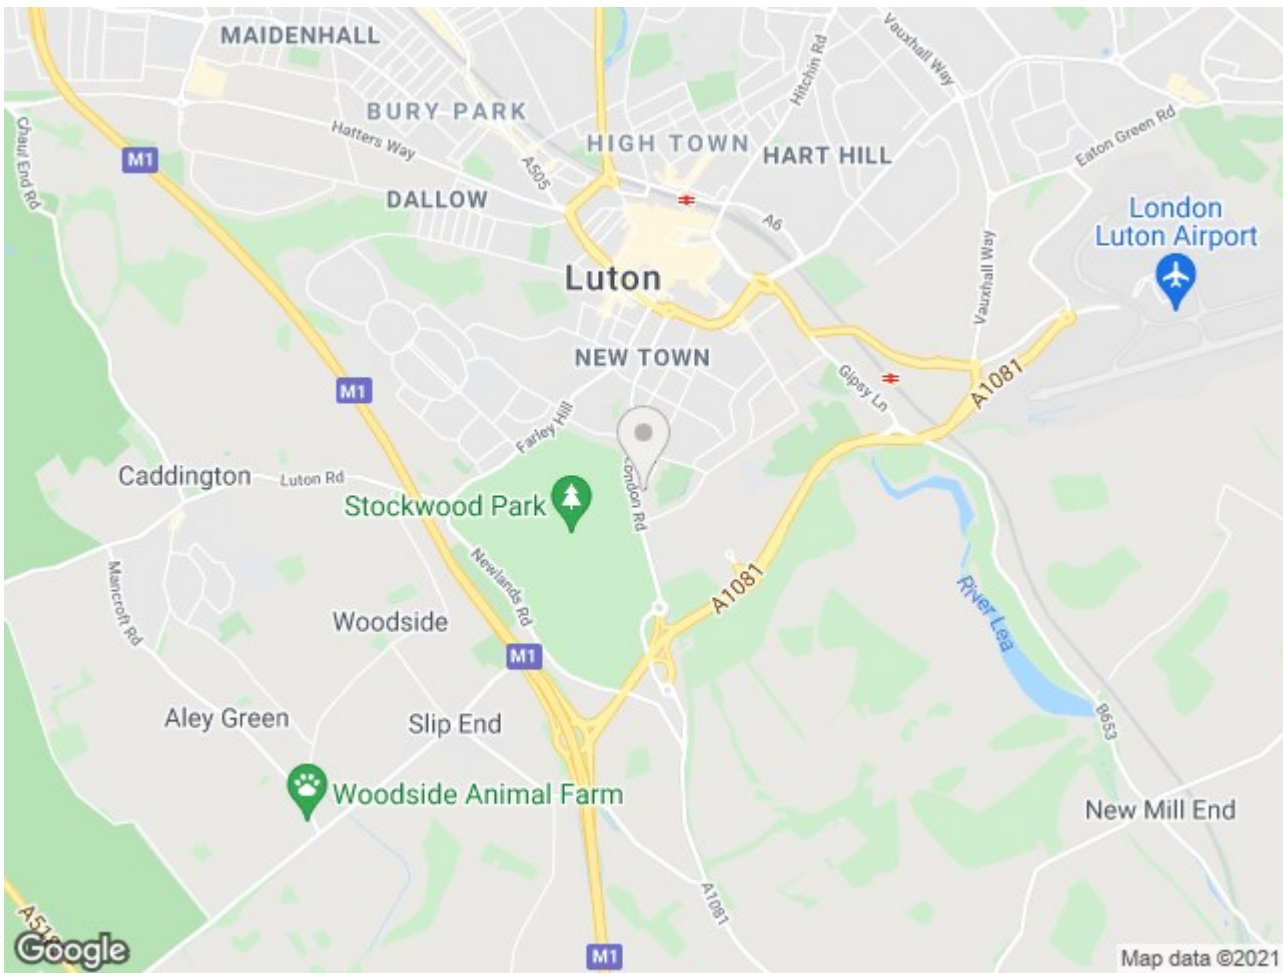 MAIDENHALL
Hitchin Rd
Vauxhall Way
BURY PARK
Chaul End Rd
Hatters Way
HIGH TOWN
HART HILL
Eaton Green Rd
M1
A505
DALLOW
A6
London
Luton Airport
Luton
Vauxhall Way
NEW TOWN
M1
Gipsy Ln
A1081
Farley Hill
Caddington
Luton Rd
London Rd
Stockwood Park
Newlands Rd
Mancroft Rd
A1081
River Lea
Woodside
M1
Aley Green
Slip End
B653
Woodside Animal Farm
New Mill End
A1081
Google
M1
Map data ©2021